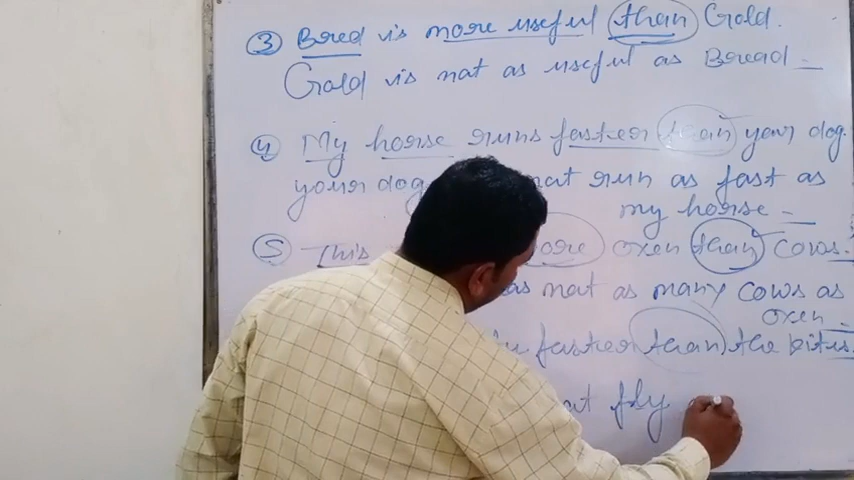 ③ Bred is more useful than Gold.
Gold is not as useful as Bread
④ My horse runs faster than your dog.
your dog not run as fast as
my horse
⑤ This more oxen than cows.
as not as many cows as
oxen
faster than the kites.
fly